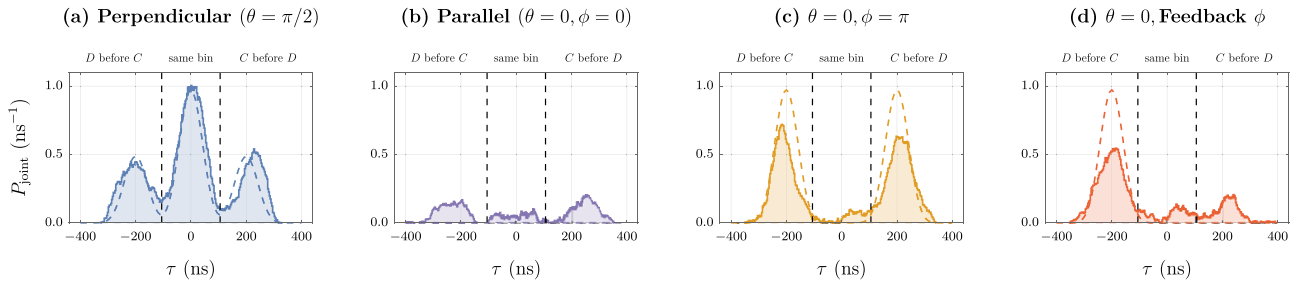 (a) Perpendicular (θ = π/2)
(b) Parallel (θ = 0, ϕ = 0)
(c) θ = 0, ϕ = π
(d) θ = 0, Feedback ϕ
D before C same bin C before D
D before C same bin C before D
D before C same bin C before D
D before C same bin C before D
P_joint (ns⁻¹)
1.0
0.5
0.0
−400 −200 0 200 400
τ (ns)
1.0
0.5
0.0
−400 −200 0 200 400
τ (ns)
1.0
0.5
0.0
−400 −200 0 200 400
τ (ns)
1.0
0.5
0.0
−400 −200 0 200 400
τ (ns)